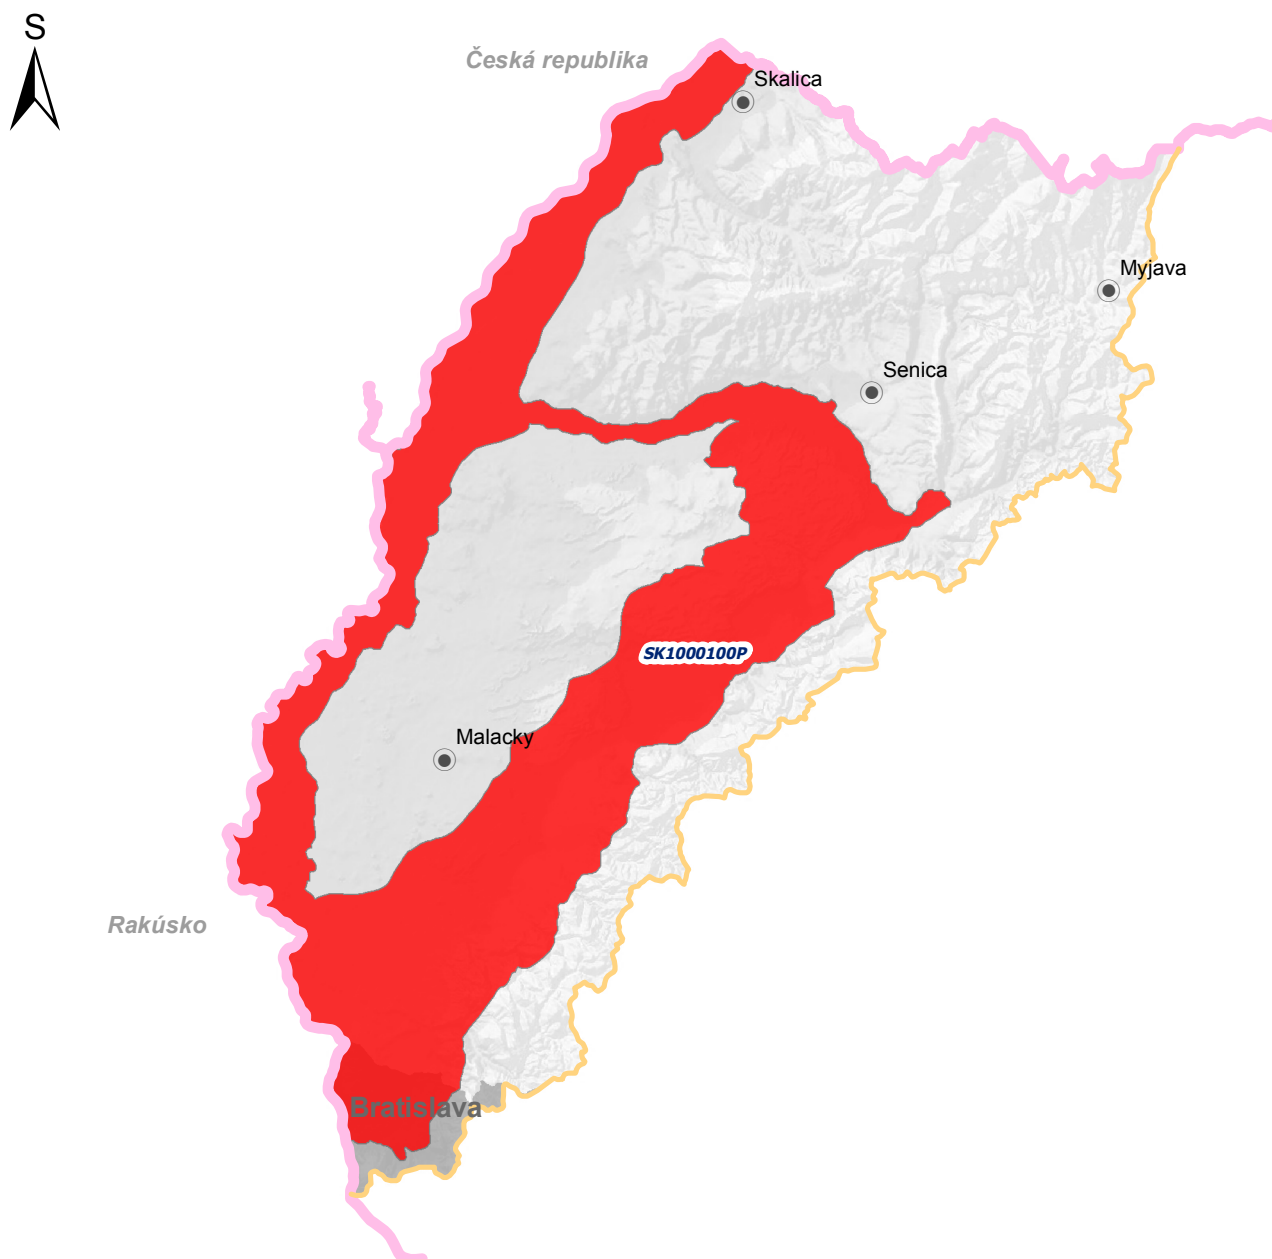 S
Česká republika
Skalica
Myjava
Senica
SK1000100P
Malacky
Rakúsko
Bratislava